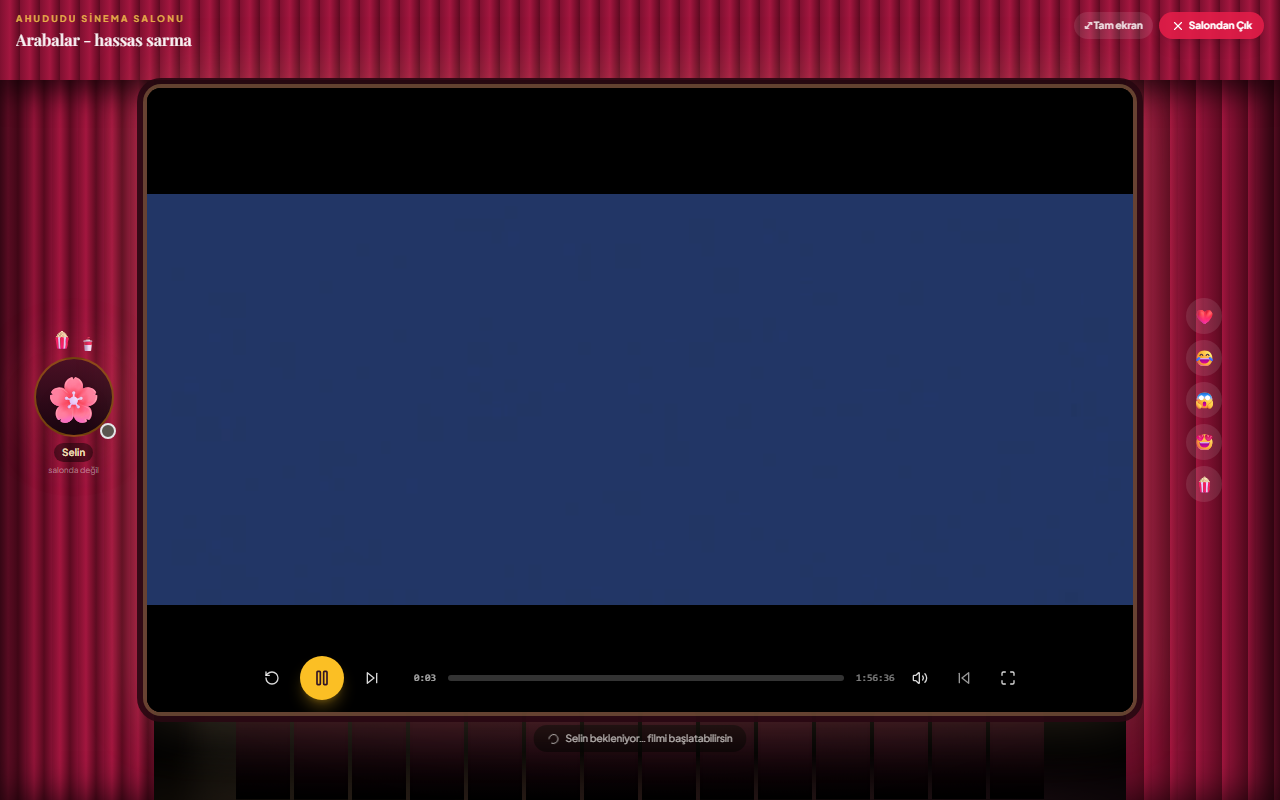 AHUDUDU SİNEMA SALONU
Arabalar – hassas sarma
Tam ekran
Salondan Çık
Selin
salonda değil
0:03
1:56:36
Selin bekleniyor... filmi başlatabilirsin